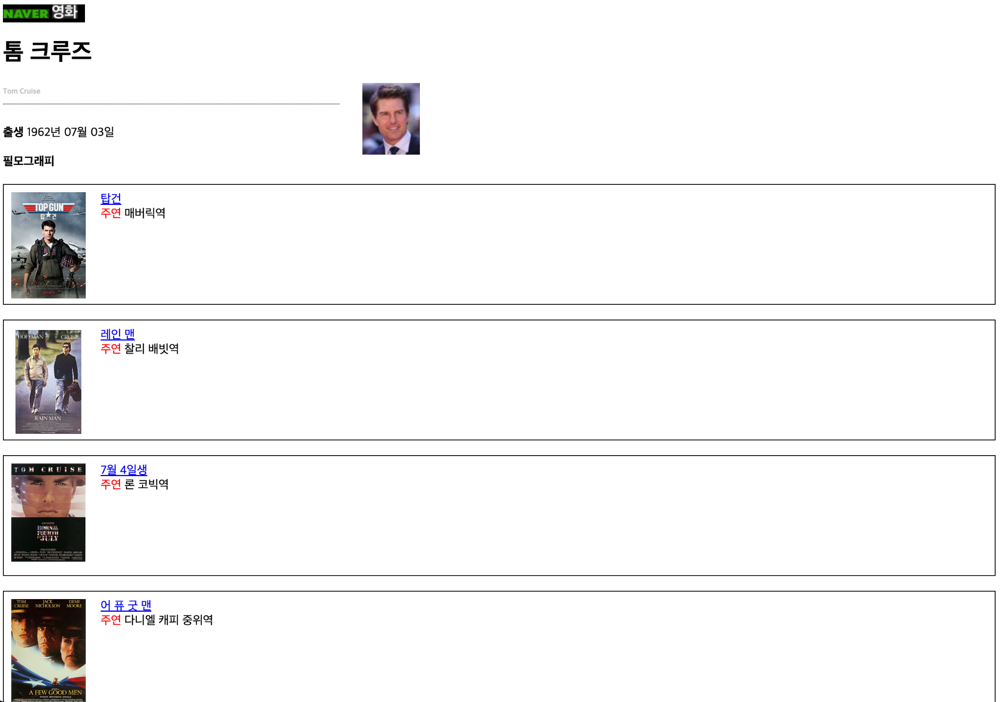 NAVER 영화
톰 크루즈
Tom Cruise
출생 1962년 07월 03일
필모그래피
TOP GUN
탑★건
탑건
주연 매버릭역
HOFFMAN CRUISE
RAIN MAN
레인 맨
주연 찰리 배빗역
TOM CRUISE
BORN ON THE
FOURTH
OF JULY
7월 4일생
주연 론 코빅역
TOM CRUISE JACK NICHOLSON DEMI MOORE
A FEW GOOD MEN
어 퓨 굿 맨
주연 다니엘 캐피 중위역